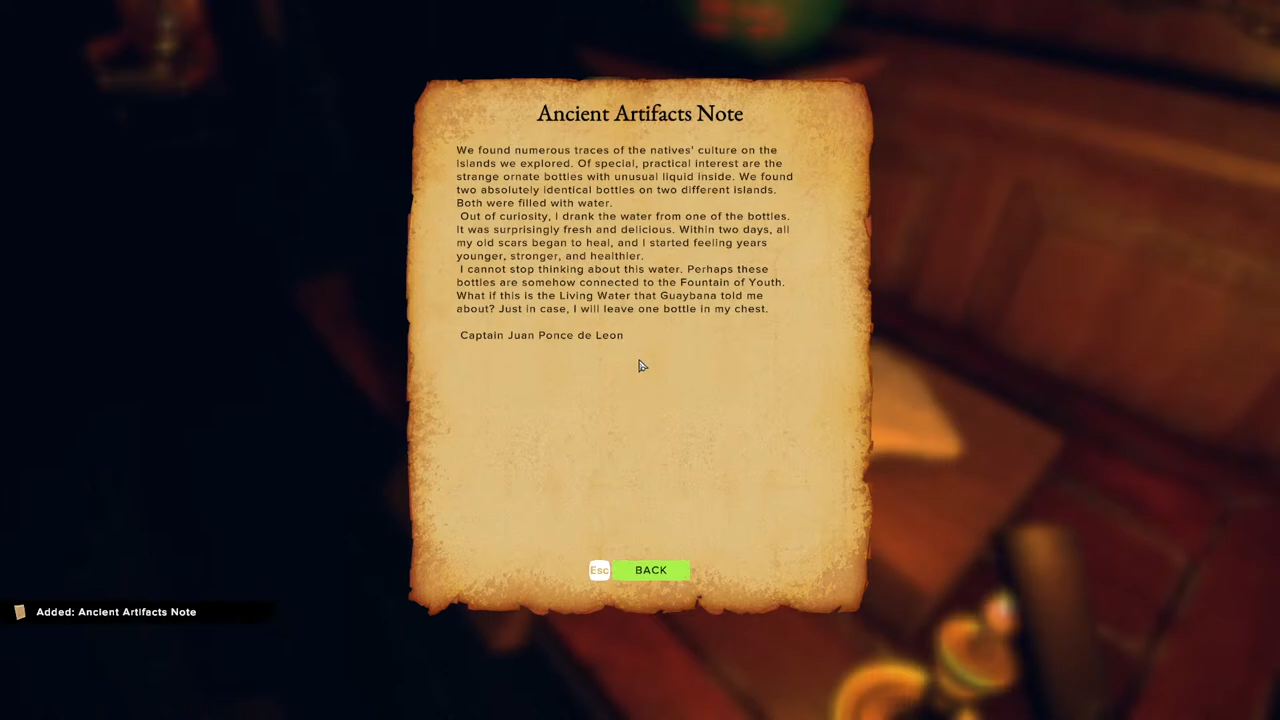 Ancient Artifacts Note
We found numerous traces of the natives' culture on the
islands we explored. Of special, practical interest are the
strange ornate bottles with unusual liquid inside. We found
two absolutely identical bottles on two different islands.
Both were filled with water.
Out of curiosity, I drank the water from one of the bottles.
It was surprisingly fresh and delicious. Within two days, all
my old scars began to heal, and I started feeling years
younger, stronger, and healthier.
I cannot stop thinking about this water. Perhaps these
bottles are somehow connected to the Fountain of Youth.
What if this is the Living Water that Guaybana told me
about? Just in case, I will leave one bottle in my chest.
Captain Juan Ponce de Leon
Esc BACK
Added: Ancient Artifacts Note